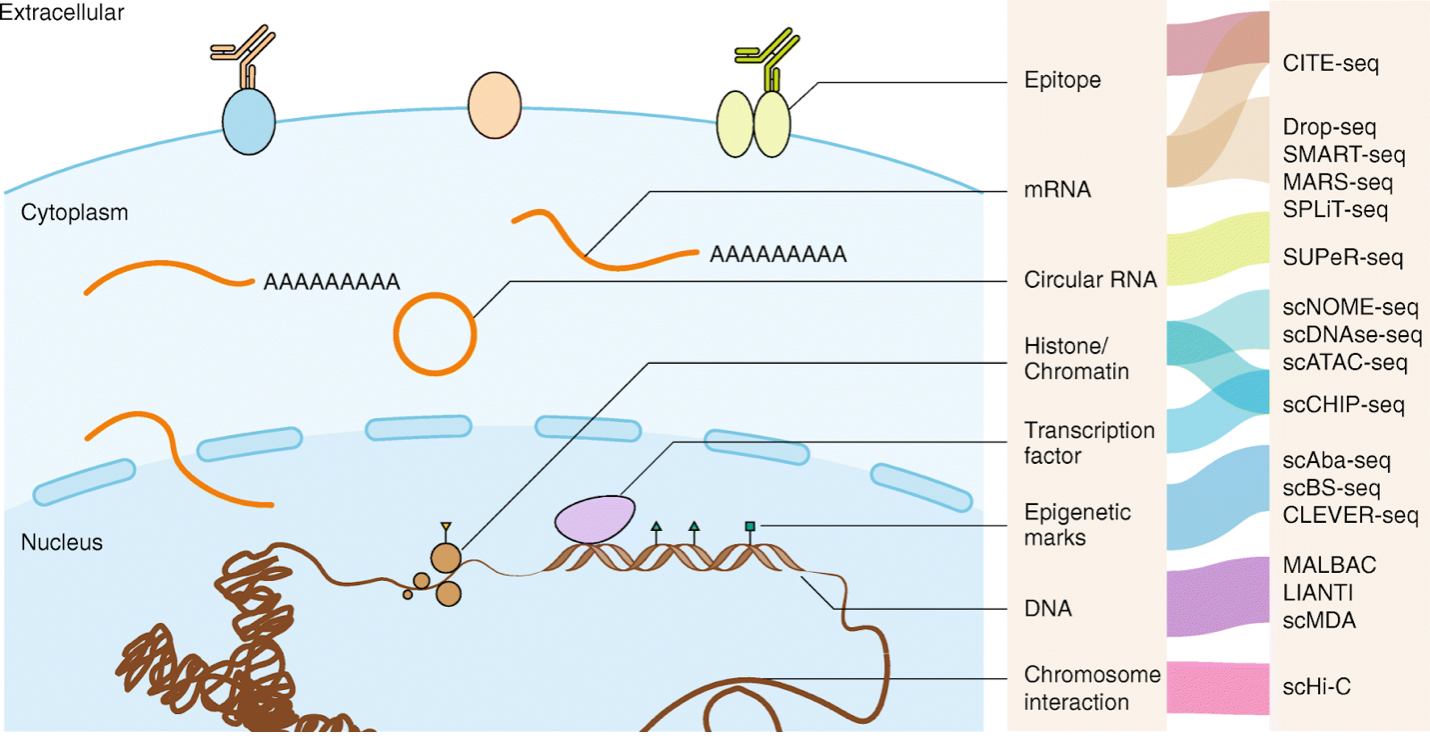 Extracellular
Cytoplasm
AAAAAAAAA
AAAAAAAAA
Nucleus
Epitope
mRNA
Circular RNA
Histone/
Chromatin
Transcription
factor
Epigenetic
marks
DNA
Chromosome
interaction
CITE-seq
Drop-seq
SMART-seq
MARS-seq
SPLiT-seq
SUPeR-seq
scNOME-seq
scDNAse-seq
scATAC-seq
scCHIP-seq
scAba-seq
scBS-seq
CLEVER-seq
MALBAC
LIANTI
scMDA
scHi-C